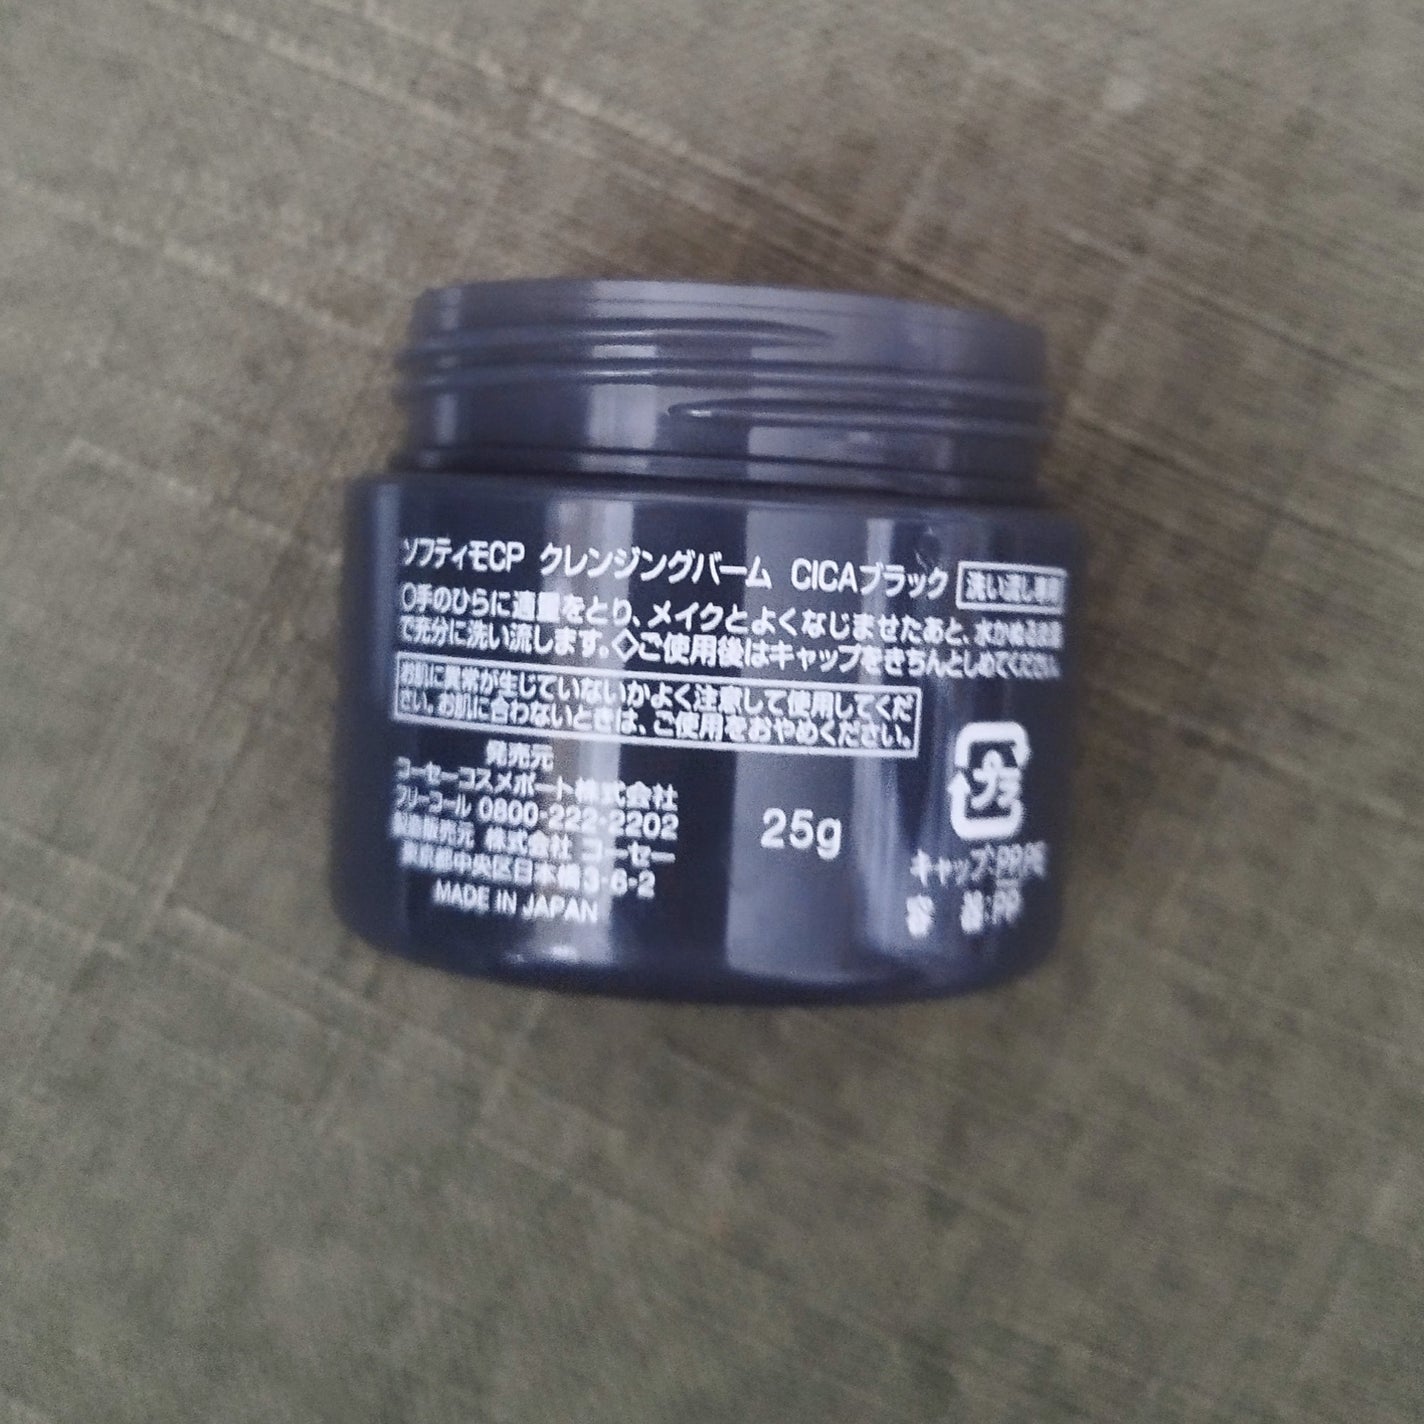 ソフティモCP クレンジングバーム CICAブラック 洗い流し専用
○手のひらに適量をとり、メイクとよくなじませたあと、水かぬるま湯
で充分に洗い流します。◇ご使用後はキャップをきちんとしめてください。
お肌に異常が生じていないかよく注意して使用してくだ
さい。お肌に合わないときは、ご使用をおやめください。
発売元
コーセーコスメポート株式会社
フリーコール 0800-222-2202
製造販売元 株式会社 コーセー
東京都中央区日本橋3-6-2
MADE IN JAPAN
25g
プラ
キャップ:PP,PE
容 器:PP